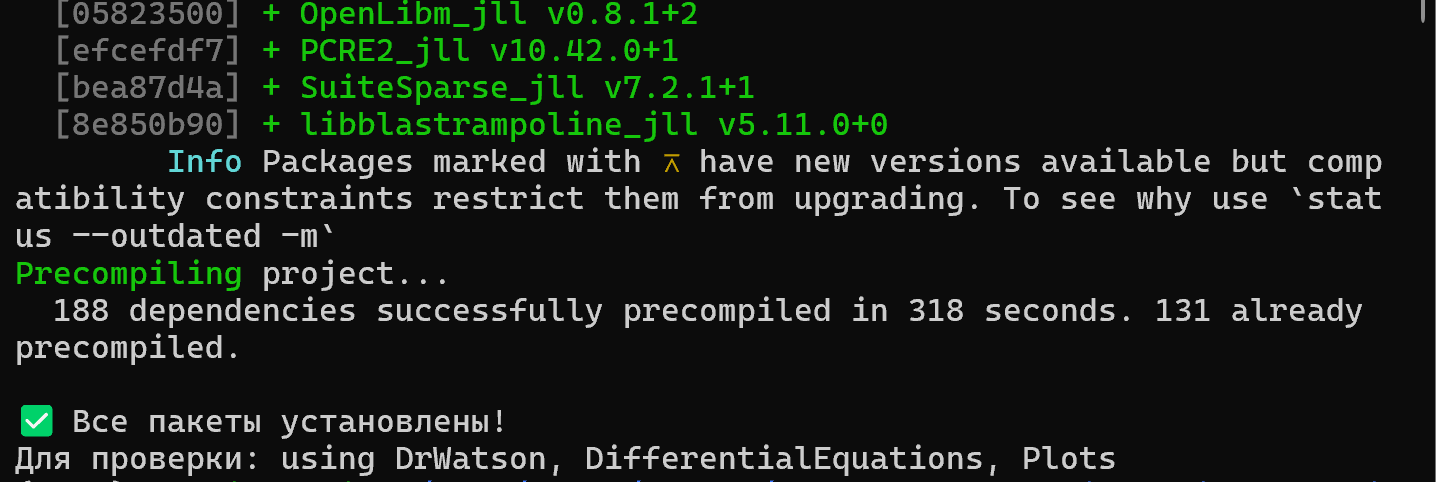 [05823500] + OpenLibm_jll v0.8.1+2
[efcefdf7] + PCRE2_jll v10.42.0+1
[bea87d4a] + SuiteSparse_jll v7.2.1+1
[8e850b90] + libblastrampoline_jll v5.11.0+0
Info Packages marked with ⌅ have new versions available but comp
atibility constraints restrict them from upgrading. To see why use `stat
us --outdated -m`
Precompiling project...
188 dependencies successfully precompiled in 318 seconds. 131 already
precompiled.
✅ Все пакеты установлены!
Для проверки: using DrWatson, DifferentialEquations, Plots